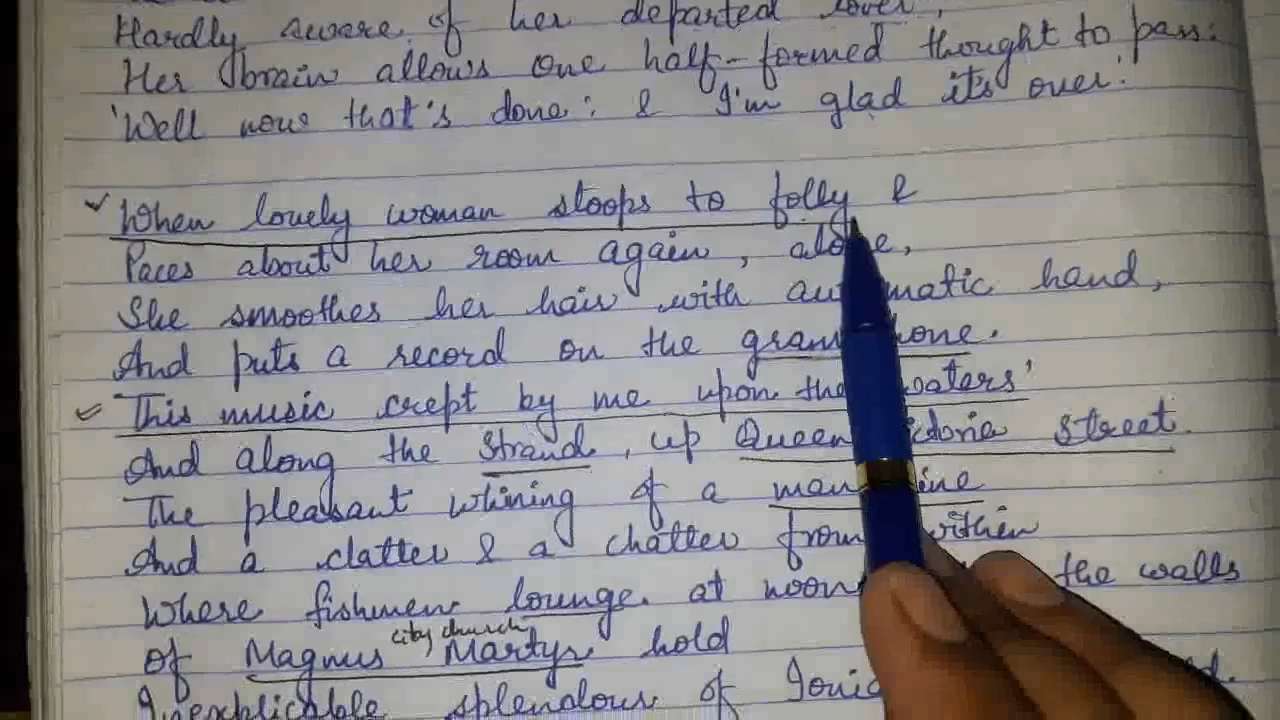 Hardly aware of her departed lover,
Her brain allows one half-formed thought to pass:
'Well now that's done: & I'm glad it's over.'
When lovely woman stoops to folly &
Paces about her room again, alone,
She smoothes her hair with automatic hand,
And puts a record on the gramophone.
This music crept by me upon the waters'
And along the Strand, up Queen Victoria street.
The pleasant whining of a mandoline
And a clatter & a chatter from within
Where fishmen lounge. at noon the walls
city church
Of Magnus Martyr hold
Inexplicable splendour of Ionic